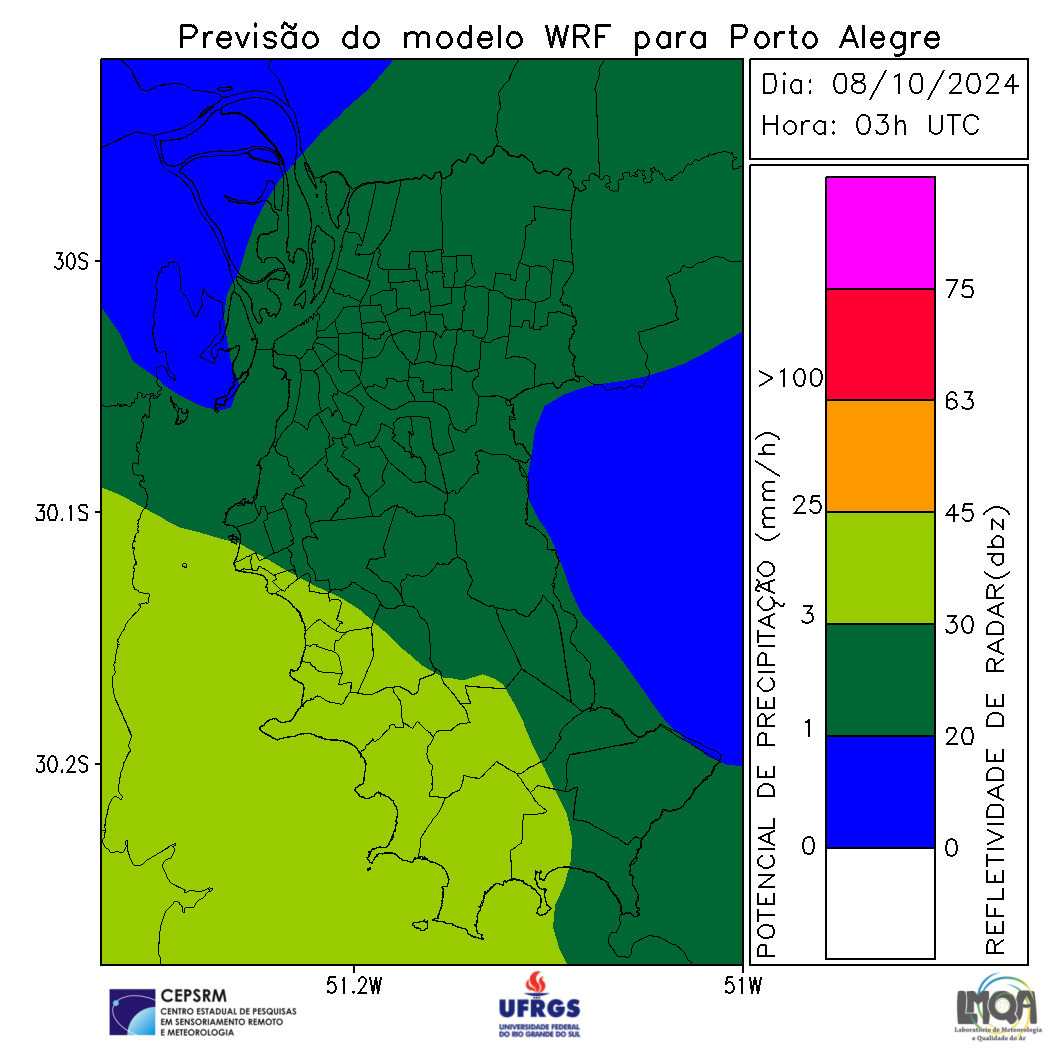 Previsão do modelo WRF para Porto Alegre
Dia: 08/10/2024
Hora: 03h UTC
30S
30.1S
30.2S
51.2W
51W
POTENCIAL DE PRECIPITAÇÃO (mm/h)
>100
25
3
1
0
75
63
45
30
20
0
REFLETIVIDADE DE RADAR(dbz)
CEPSRM
CENTRO ESTADUAL DE PESQUISAS
EM SENSORIAMENTO REMOTO
E METEOROLOGIA
UFRGS
UNIVERSIDADE FEDERAL
DO RIO GRANDE DO SUL
LMQA
Laboratório de Meteorologia
e Qualidade do Ar